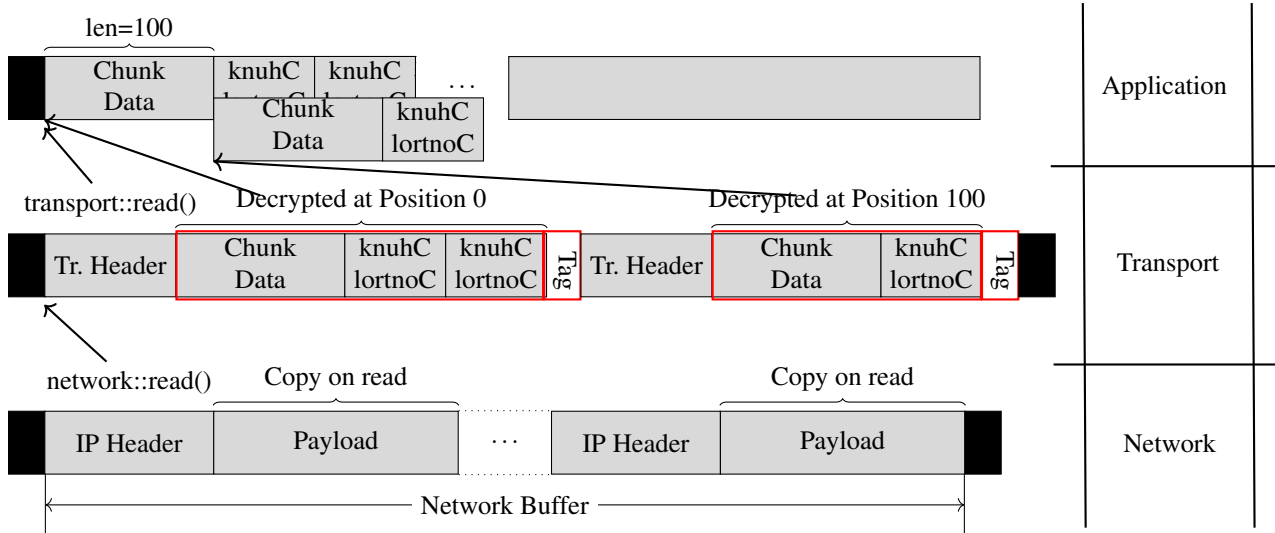 len=100
Chunk
Data
knuhC
lortnoC
knuhC
lortnoC
...
Chunk
Data
knuhC
lortnoC
Application
transport::read()
Decrypted at Position 0
Decrypted at Position 100
Tr. Header
Chunk
Data
knuhC
lortnoC
knuhC
lortnoC
Tag
Tr. Header
Chunk
Data
knuhC
lortnoC
Tag
Transport
network::read()
Copy on read
Copy on read
IP Header
Payload
...
IP Header
Payload
Network
Network Buffer